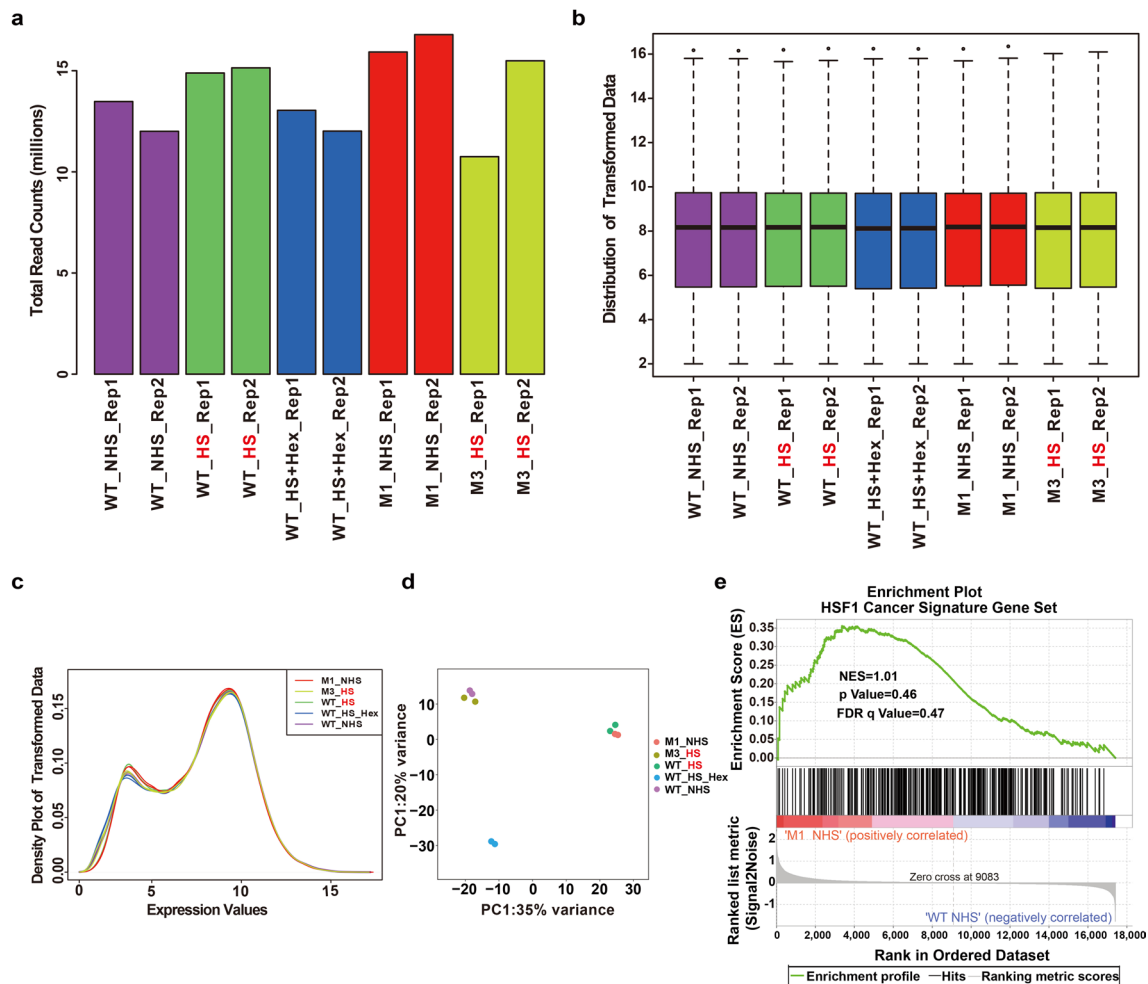 a
Total Read Counts (millions)
15
10
5
0
WT_NHS_Rep1
WT_NHS_Rep2
WT_HS_Rep1
WT_HS_Rep2
WT_HS+Hex_Rep1
WT_HS+Hex_Rep2
M1_NHS_Rep1
M1_NHS_Rep2
M3_HS_Rep1
M3_HS_Rep2
b
Distribution of Transformed Data
16
14
12
10
8
6
4
2
WT_NHS_Rep1
WT_NHS_Rep2
WT_HS_Rep1
WT_HS_Rep2
WT_HS+Hex_Rep1
WT_HS+Hex_Rep2
M1_NHS_Rep1
M1_NHS_Rep2
M3_HS_Rep1
M3_HS_Rep2
c
Density Plot of Transformed Data
0.15
0.10
0.05
0.00
M1_NHS
M3_HS
WT_HS
WT_HS_Hex
WT_NHS
0 5 10 15
Expression Values
d
PC1:20% variance
10
0
−10
−20
−30
M1_NHS
M3_HS
WT_HS
WT_HS_Hex
WT_NHS
−20 −10 0 10 20 30
PC1:35% variance
e
Enrichment Plot
HSF1 Cancer Signature Gene Set
Enrichment Score (ES)
0.35
0.30
0.25
0.20
0.15
0.10
0.05
0.00
NES=1.01
p Value=0.46
FDR q Value=0.47
'M1 NHS' (positively correlated)
Ranked list metric
(Signal2Noise)
2
1
0
-1
Zero cross at 9083
'WT NHS' (negatively correlated)
0 2,000 4,000 6,000 8,000 10,000 12,000 14,000 16,000 18,000
Rank in Ordered Dataset
Enrichment profile Hits Ranking metric scores